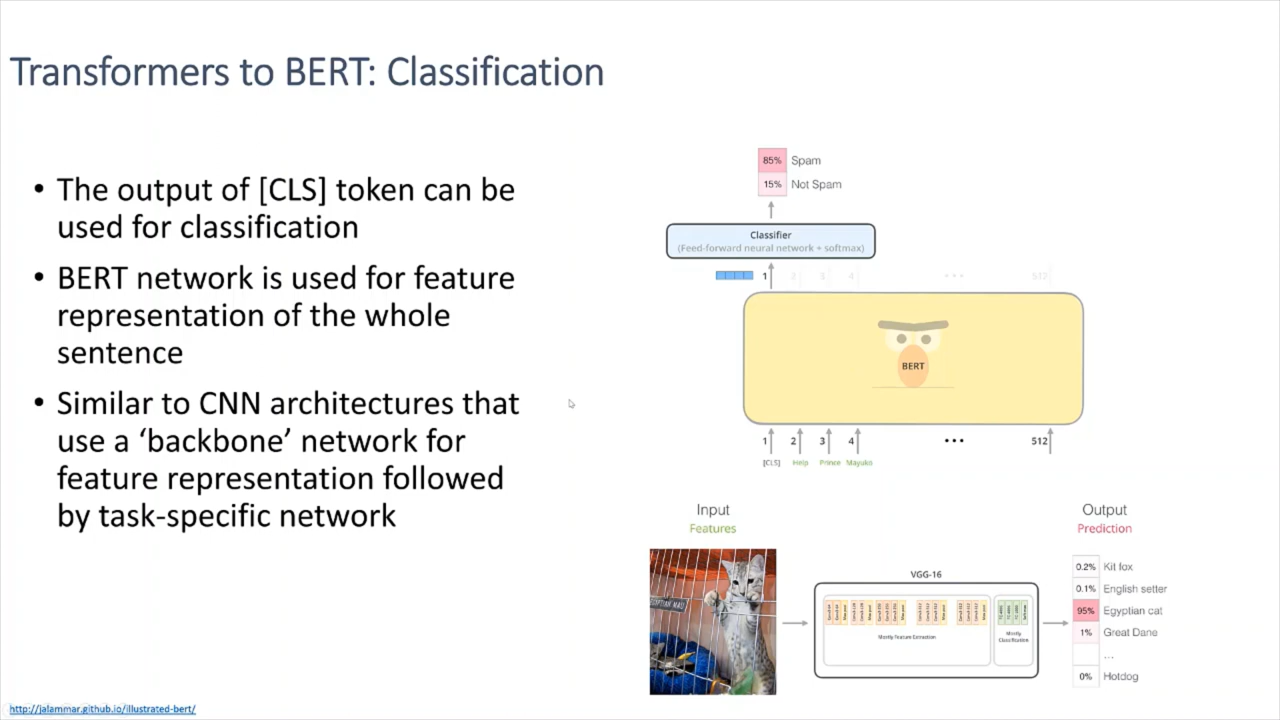 Transformers to BERT: Classification
• The output of [CLS] token can be
used for classification
• BERT network is used for feature
representation of the whole
sentence
• Similar to CNN architectures that
use a ‘backbone’ network for
feature representation followed
by task-specific network
85% Spam
15% Not Spam
Classifier
(Feed-forward neural network + softmax)
1 2 3 4 ••• 512
BERT
1 2 3 4 ••• 512
[CLS] Help Prince Mayuko
Input
Features
EGYPTIAN MAU
VGG-16
Mostly Feature Extraction
Mostly
Classification
Output
Prediction
0.2% Kit fox
0.1% English setter
95% Egyptian cat
1% Great Dane
...
0% Hotdog
http://jalammar.github.io/illustrated-bert/